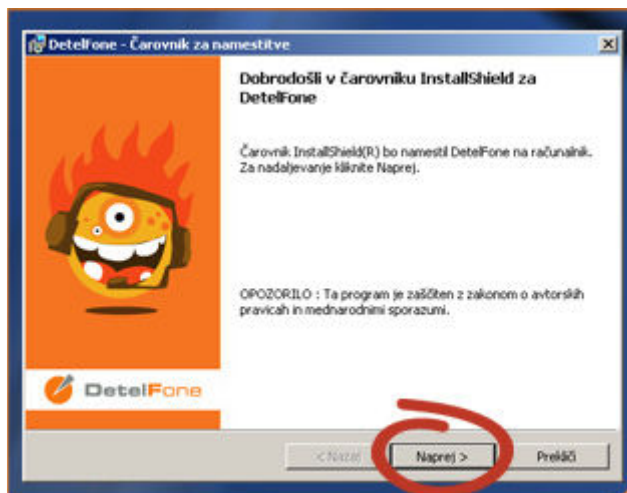 DetelFone - Čarovnik za namestitve
Dobrodošli v čarovniku InstallShield za
DetelFone
Čarovnik InstallShield(R) bo namestil DetelFone na računalnik.
Za nadaljevanje kliknite Naprej.
OPOZORILO : Ta program je zaščiten z zakonom o avtorskih
pravicah in mednarodnimi sporazumi.
DetelFone
< Nazaj
Naprej >
Prekliči